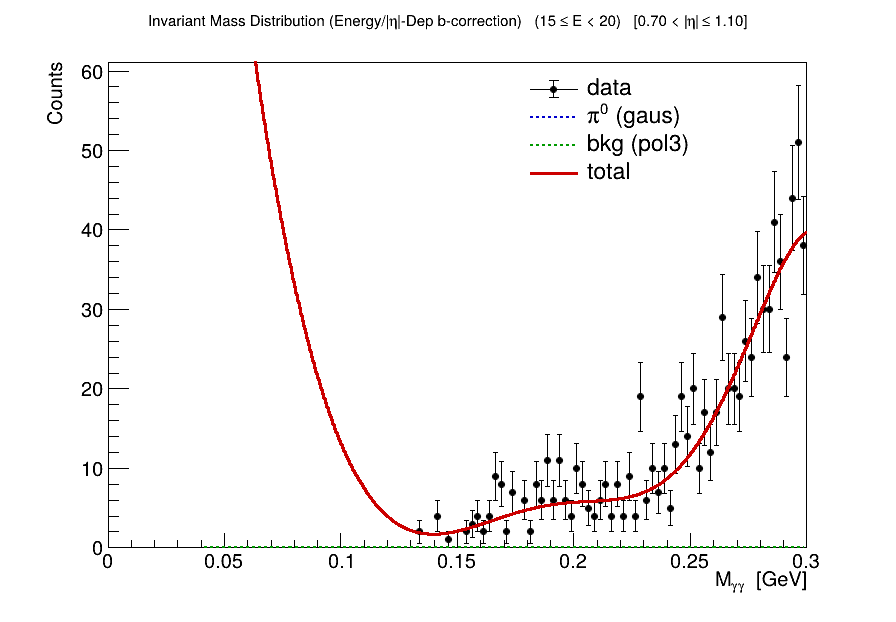 Invariant Mass Distribution (Energy/|η|-Dep b-correction)   (15 ≤ E < 20)   [0.70 < |η| ≤ 1.10]
Counts
60
50
40
30
20
10
0
data
π⁰ (gaus)
bkg (pol3)
total
0 0.05 0.1 0.15 0.2 0.25 0.3
Mγγ [GeV]